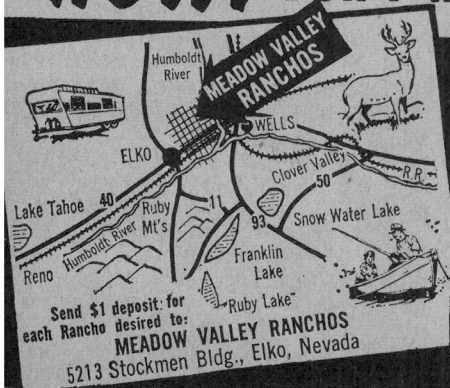 Humboldt
River
MEADOW VALLEY
RANCHOS
WELLS
ELKO
Clover Valley
R.R.
50
40
Lake Tahoe
Ruby
Mt's
11
93
Snow Water Lake
Humboldt River
Reno
Franklin
Lake
Ruby Lake
Send $1 deposit for
each Rancho desired to:
MEADOW VALLEY RANCHOS
5213 Stockmen Bldg., Elko, Nevada